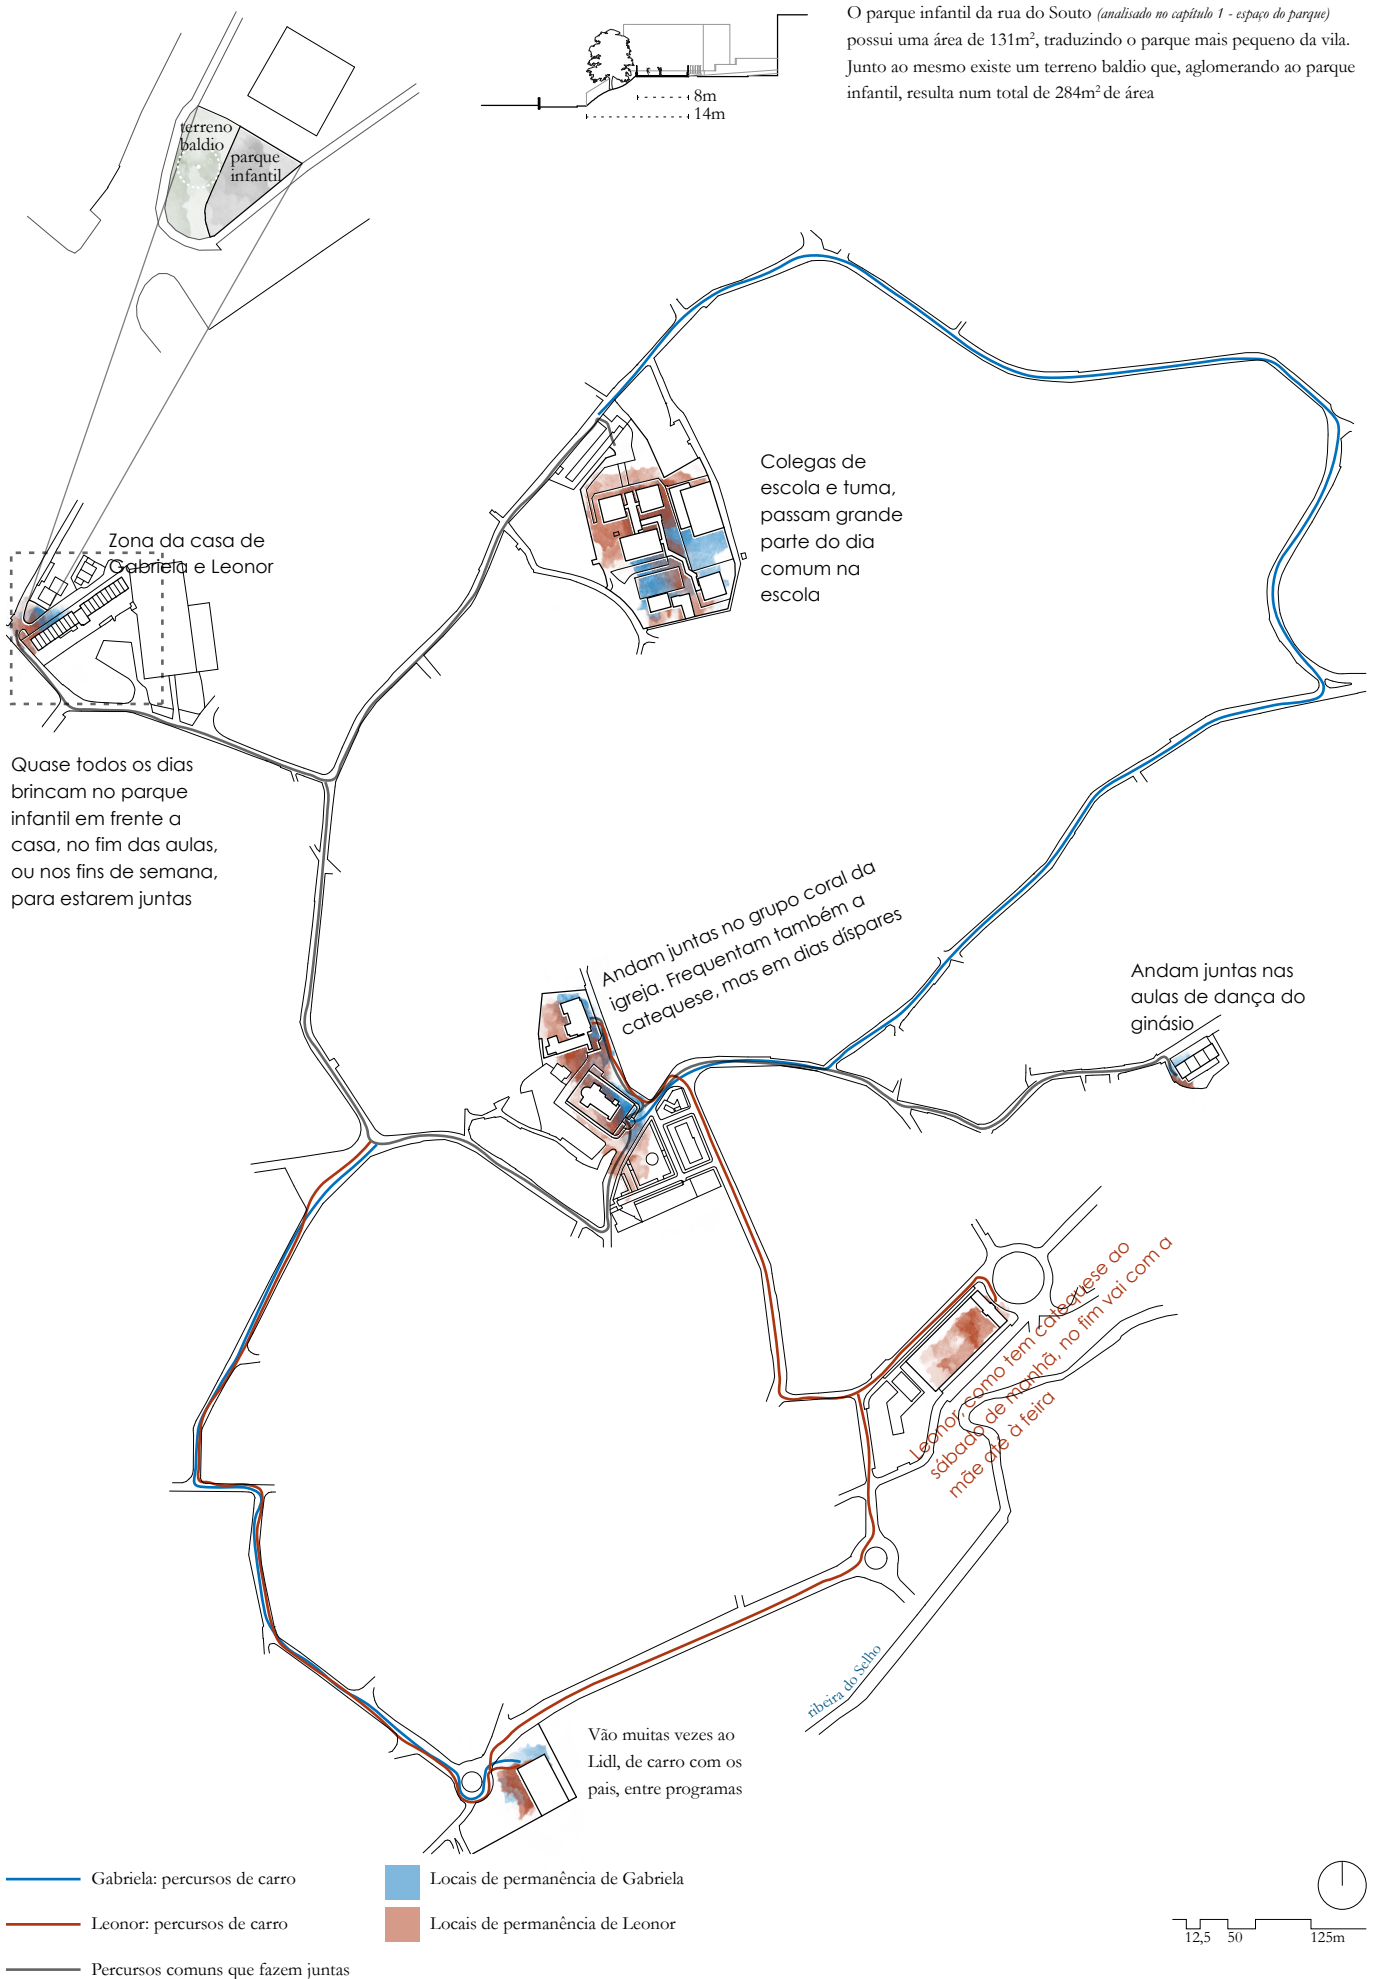 O parque infantil da rua do Souto (analisado no capítulo 1 - espaço do parque)
possui uma área de 131m², traduzindo o parque mais pequeno da vila.
Junto ao mesmo existe um terreno baldio que, aglomerando ao parque
infantil, resulta num total de 284m² de área
8m
14m
terreno
baldio
parque
infantil
Colegas de
escola e tuma,
passam grande
parte do dia
comum na
escola
Zona da casa de
Gabriela e Leonor
Quase todos os dias
brincam no parque
infantil em frente a
casa, no fim das aulas,
ou nos fins de semana,
para estarem juntas
Andam juntas no grupo coral da
igreja. Frequentam também a
catequese, mas em dias díspares
Andam juntas nas
aulas de dança do
ginásio
Leonor, como tem catequese ao
sábado de manhã, no fim vai com a
mãe até à feira
ribeira do Selho
Vão muitas vezes ao
Lidl, de carro com os
pais, entre programas
Gabriela: percursos de carro
Leonor: percursos de carro
Percursos comuns que fazem juntas
Locais de permanência de Gabriela
Locais de permanência de Leonor
12,5 50 125m